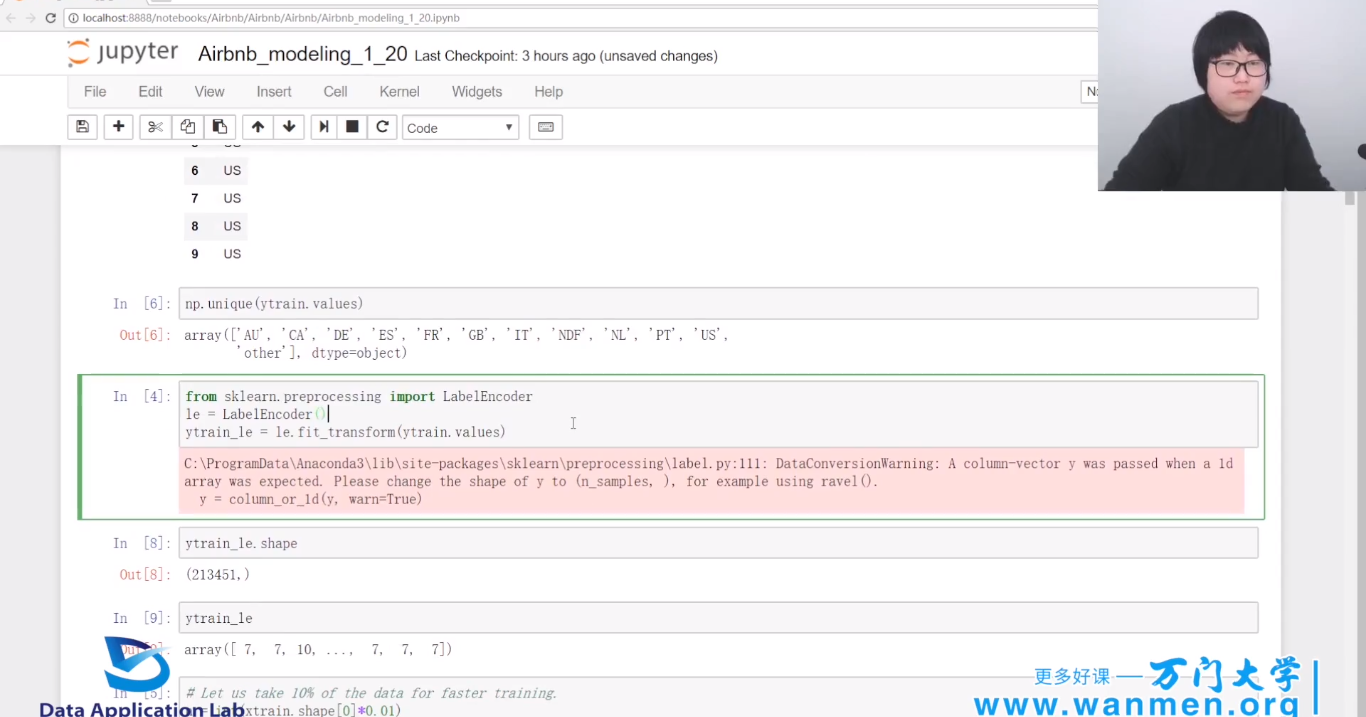 localhost:8888/notebooks/Airbnb/Airbnb/Airbnb/Airbnb_modeling_1_20.ipynb
jupyter Airbnb_modeling_1_20 Last Checkpoint: 3 hours ago (unsaved changes)
File Edit View Insert Cell Kernel Widgets Help
Code
6 US
7 US
8 US
9 US
In [6]: np.unique(ytrain.values)
Out[6]: array(['AU', 'CA', 'DE', 'ES', 'FR', 'GB', 'IT', 'NDF', 'NL', 'PT', 'US',
'other'], dtype=object)
In [4]: from sklearn.preprocessing import LabelEncoder
le = LabelEncoder()
ytrain_le = le.fit_transform(ytrain.values)
C:\ProgramData\Anaconda3\lib\site-packages\sklearn\preprocessing\label.py:111: DataConversionWarning: A column-vector y was passed when a 1d
array was expected. Please change the shape of y to (n_samples, ), for example using ravel().
y = column_or_1d(y, warn=True)
In [8]: ytrain_le.shape
Out[8]: (213451,)
In [9]: ytrain_le
array([ 7, 7, 10, ..., 7, 7, 7])
# Let us take 10% of the data for faster training.
xtrain.shape[0]*0.01)
Data Application Lab
更多好课 — 万门大学
www.wanmen.org